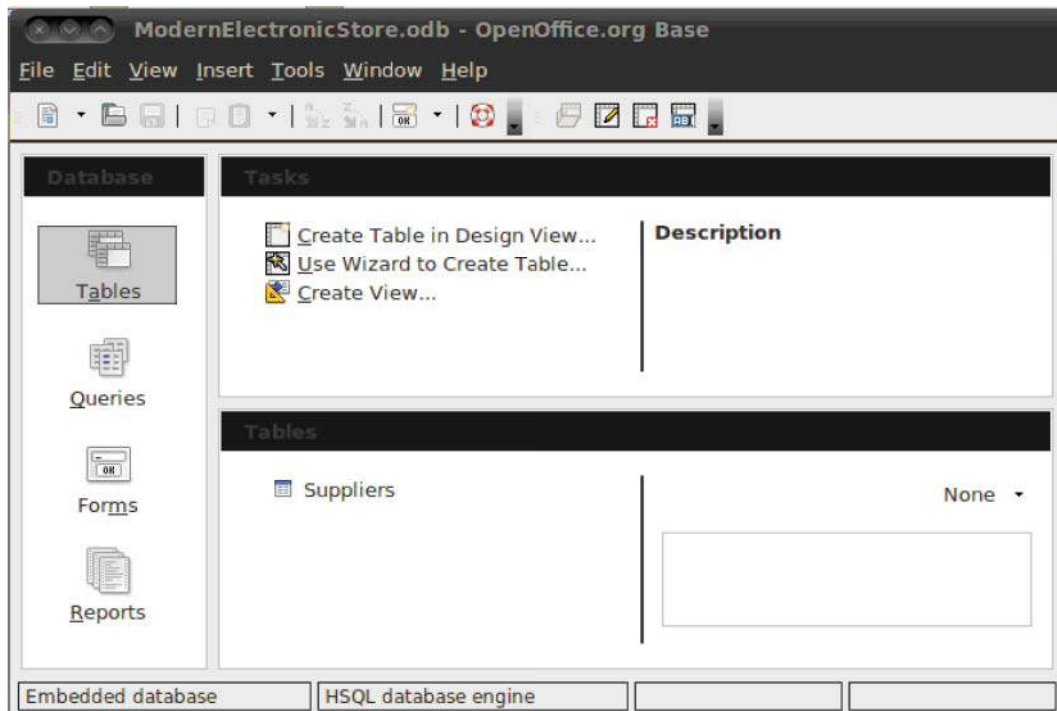 ModernElectronicStore.odb - OpenOffice.org Base
File Edit View Insert Tools Window Help
Database
Tables
Queries
Forms
Reports
Tasks
Create Table in Design View...
Use Wizard to Create Table...
Create View...
Description
Tables
Suppliers
None
Embedded database
HSQL database engine